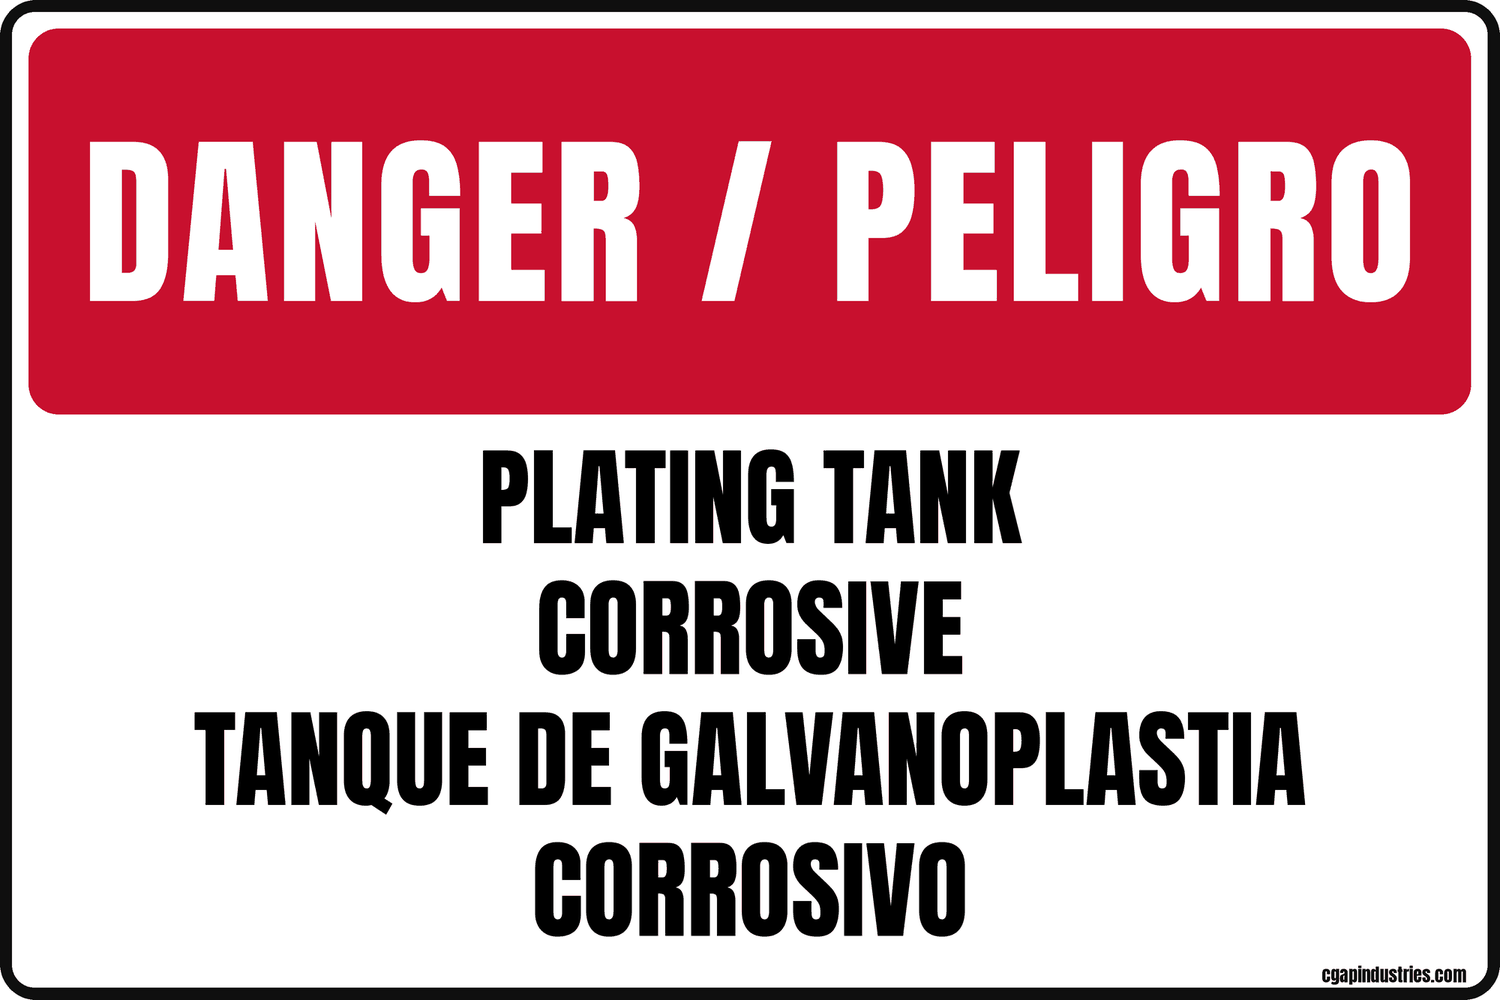 DANGER / PELIGRO
PLATING TANK
CORROSIVE
TANQUE DE GALVANOPLASTIA
CORROSIVO
cgapindustries.com